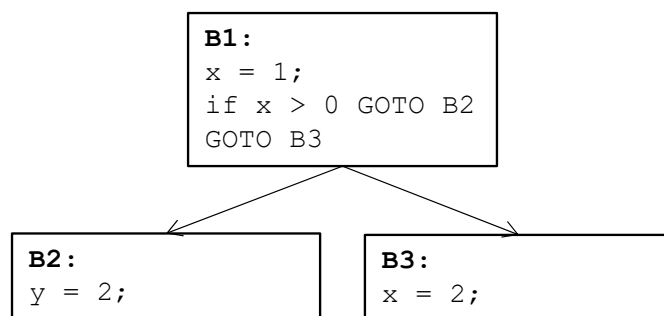 B1:
x = 1;
if x > 0 GOTO B2
GOTO B3
B2:
y = 2;
B3:
x = 2;